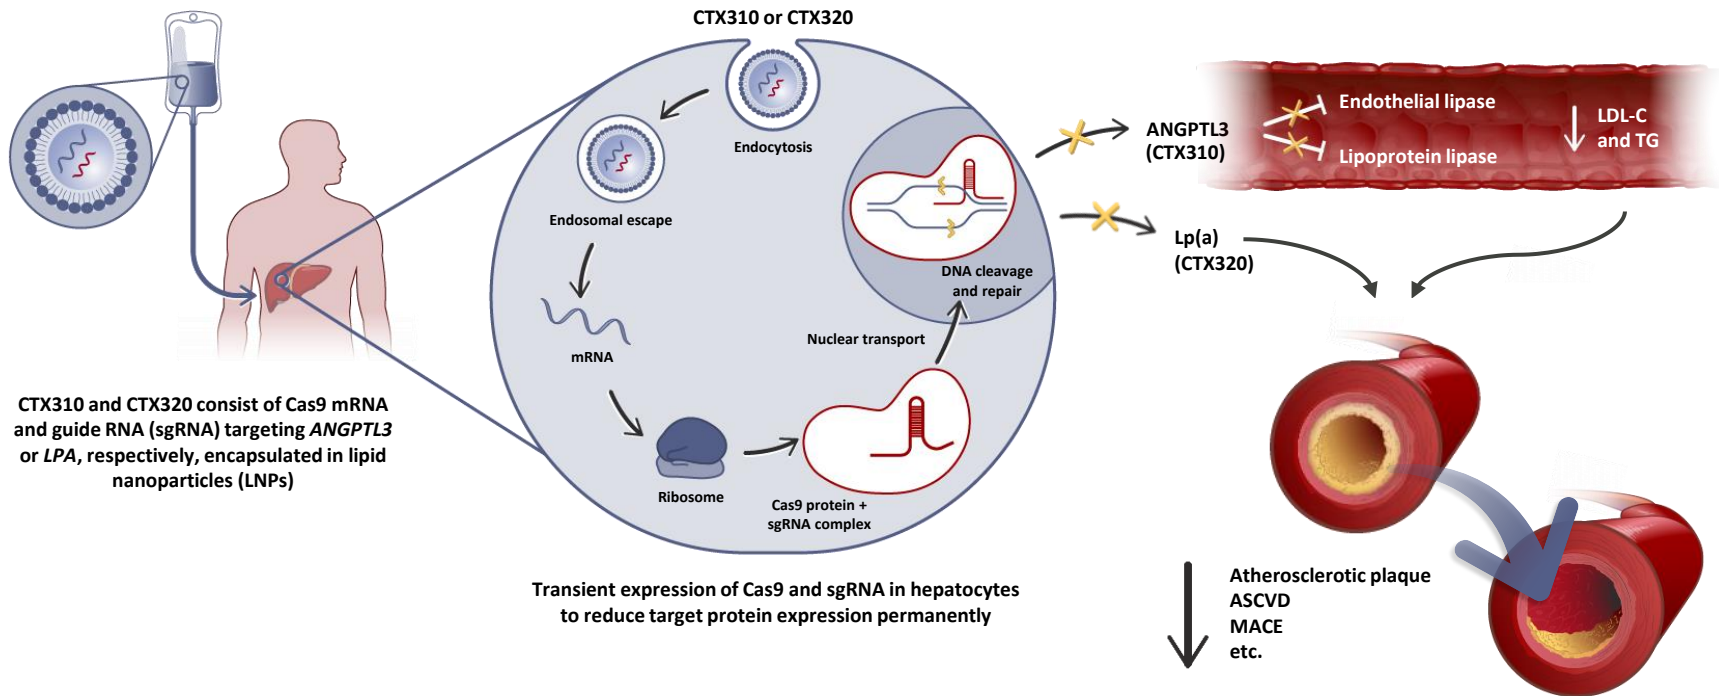 CTX310 or CTX320
Endocytosis
Endosomal escape
mRNA
Ribosome
Cas9 protein +
sgRNA complex
Nuclear transport
DNA cleavage
and repair
CTX310 and CTX320 consist of Cas9 mRNA
and guide RNA (sgRNA) targeting ANGPTL3
or LPA, respectively, encapsulated in lipid
nanoparticles (LNPs)
Transient expression of Cas9 and sgRNA in hepatocytes
to reduce target protein expression permanently
ANGPTL3
(CTX310)
Endothelial lipase
Lipoprotein lipase
LDL-C
and TG
Lp(a)
(CTX320)
Atherosclerotic plaque
ASCVD
MACE
etc.